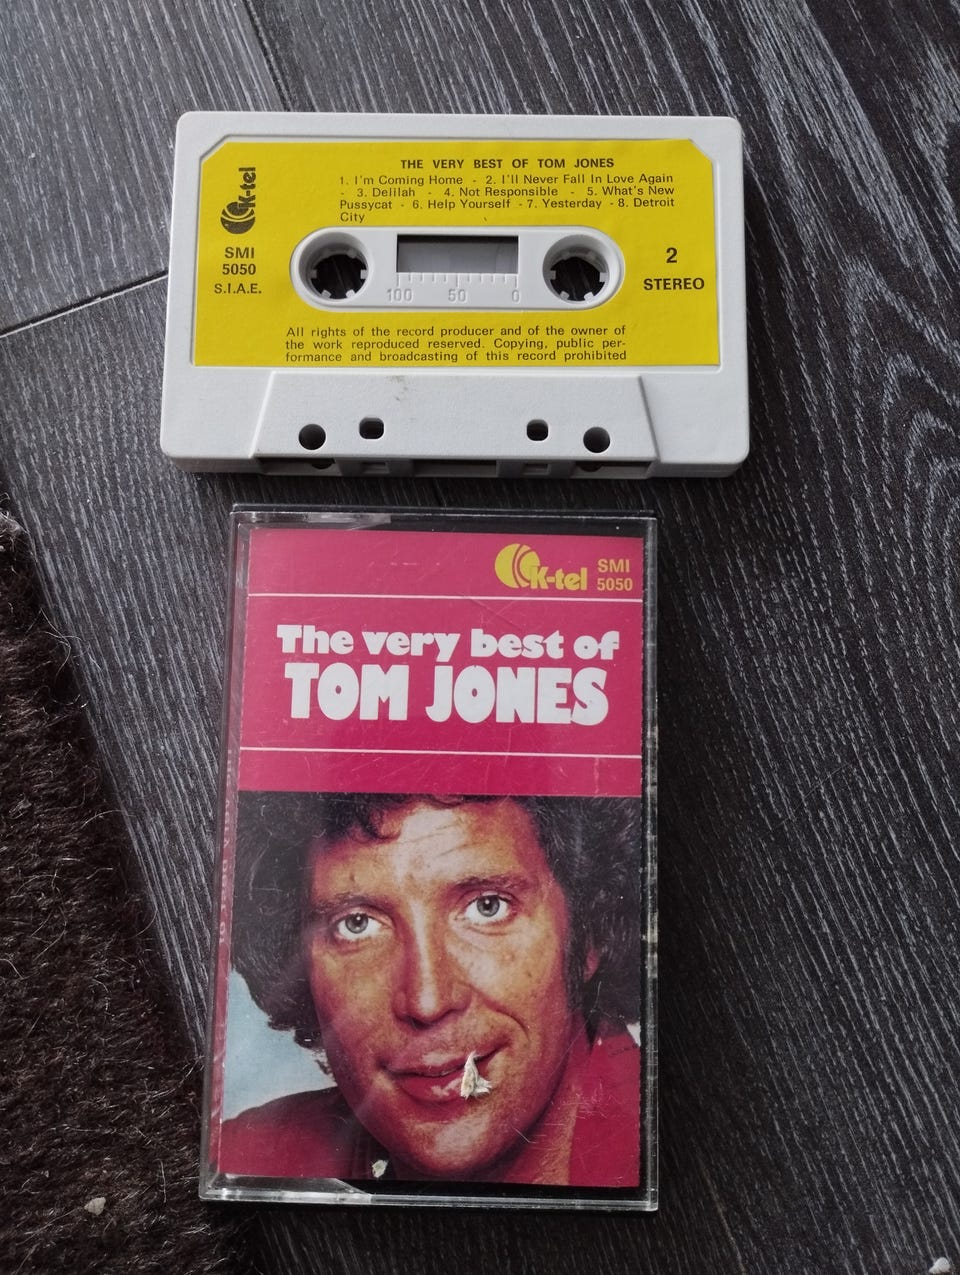 K-tel
SMI
5050
S.I.A.E.
THE VERY BEST OF TOM JONES
1. I'm Coming Home - 2. I'll Never Fall In Love Again
- 3. Delilah - 4. Not Responsible - 5. What's New
Pussycat - 6. Help Yourself - 7. Yesterday - 8. Detroit
City
2
STEREO
100 50 0
All rights of the record producer and of the owner of
the work reproduced reserved. Copying, public per-
formance and broadcasting of this record prohibited
K-tel SMI
5050
The very best of
TOM JONES